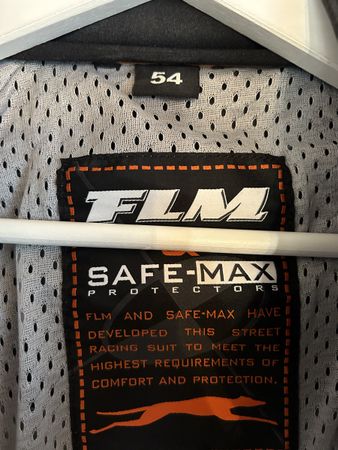 54
FLM
SAFE-MAX
PROTECTORS
FLM AND SAFE-MAX HAVE
DEVELOPED THIS STREET
RACING SUIT TO MEET THE
HIGHEST REQUIREMENTS OF
COMFORT AND PROTECTION.